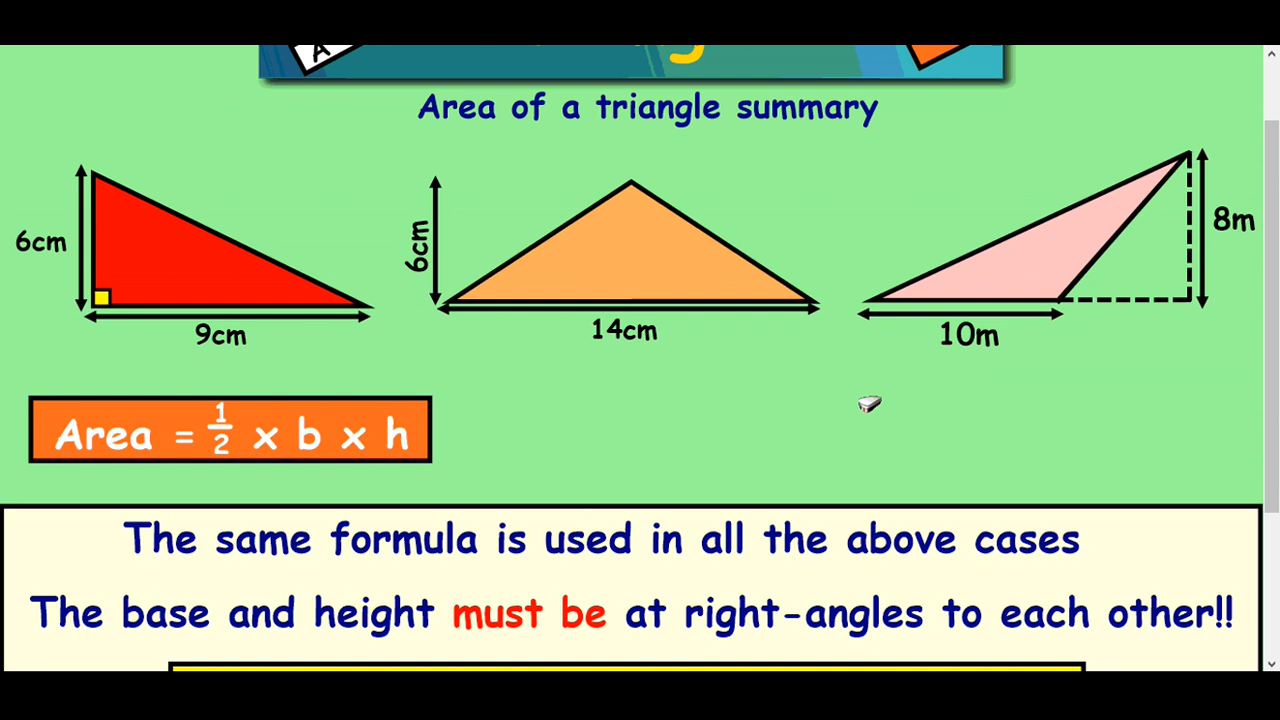 A
Area of a triangle summary
6cm
9cm
6cm
14cm
8m
10m
Area = 1/2 x b x h
The same formula is used in all the above cases
The base and height must be at right-angles to each other!!